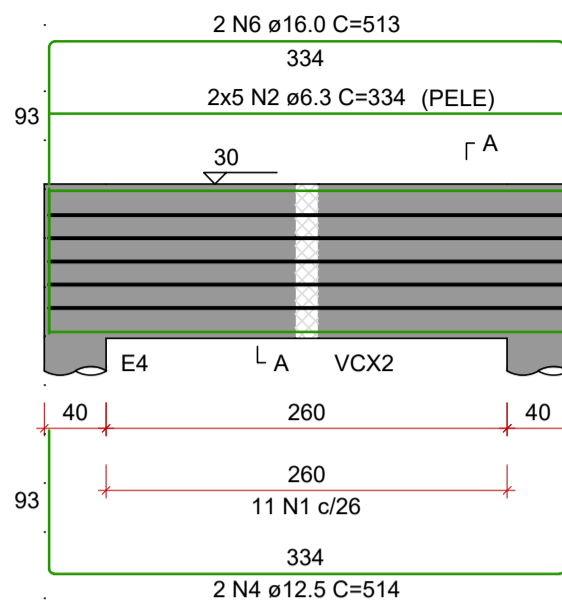 2 N6 ø16.0 C=513
334
2x5 N2 ø6.3 C=334 (PELE)
93
A
30
E4
A
VCX2
40
260
40
260
11 N1 c/26
93
334
2 N4 ø12.5 C=514